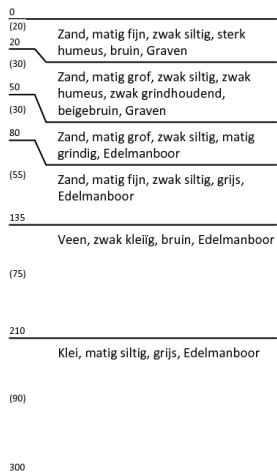 0
(20)
Zand, matig fijn, zwak siltig, sterk
humeus, bruin, Graven
20
(30)
Zand, matig grof, zwak siltig, zwak
humeus, zwak grindhoudend,
beigebruin, Graven
50
(30)
Zand, matig grof, zwak siltig, matig
grindig, Edelmanboor
80
(55)
Zand, matig fijn, zwak siltig, grijs,
Edelmanboor
135
Veen, zwak kleiïg, bruin, Edelmanboor
(75)
210
Klei, matig siltig, grijs, Edelmanboor
(90)
300